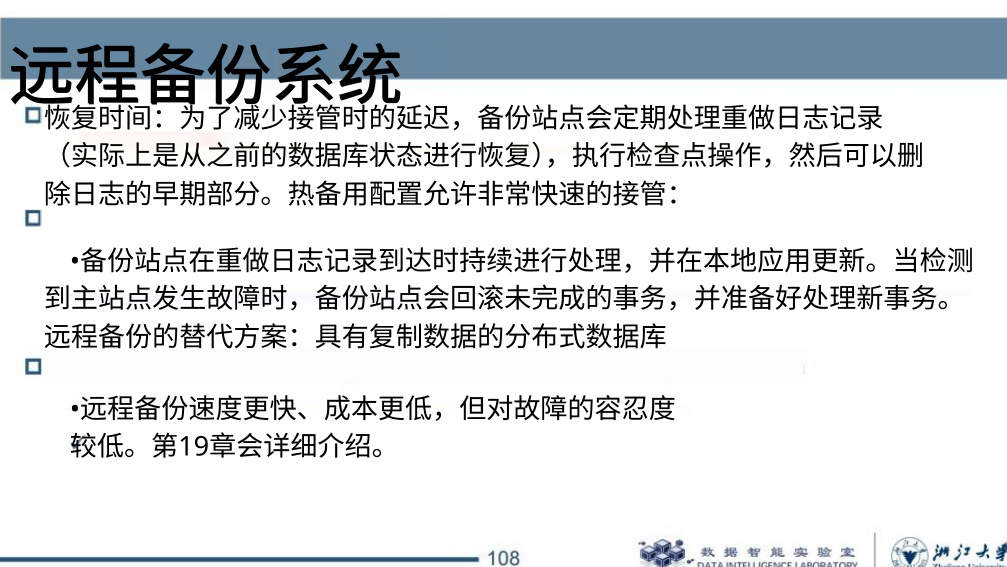 远程备份系统
恢复时间：为了减少接管时的延迟，备份站点会定期处理重做日志记录
（实际上是从之前的数据库状态进行恢复），执行检查点操作，然后可以删
除日志的早期部分。热备用配置允许非常快速的接管：
•备份站点在重做日志记录到达时持续进行处理，并在本地应用更新。当检测
到主站点发生故障时，备份站点会回滚未完成的事务，并准备好处理新事务。
远程备份的替代方案：具有复制数据的分布式数据库
•远程备份速度更快、成本更低，但对故障的容忍度
较低。第19章会详细介绍。
108
数据智能实验室
DATA INTELLIGENCE LABORATORY
浙江大学
Zhejiang University